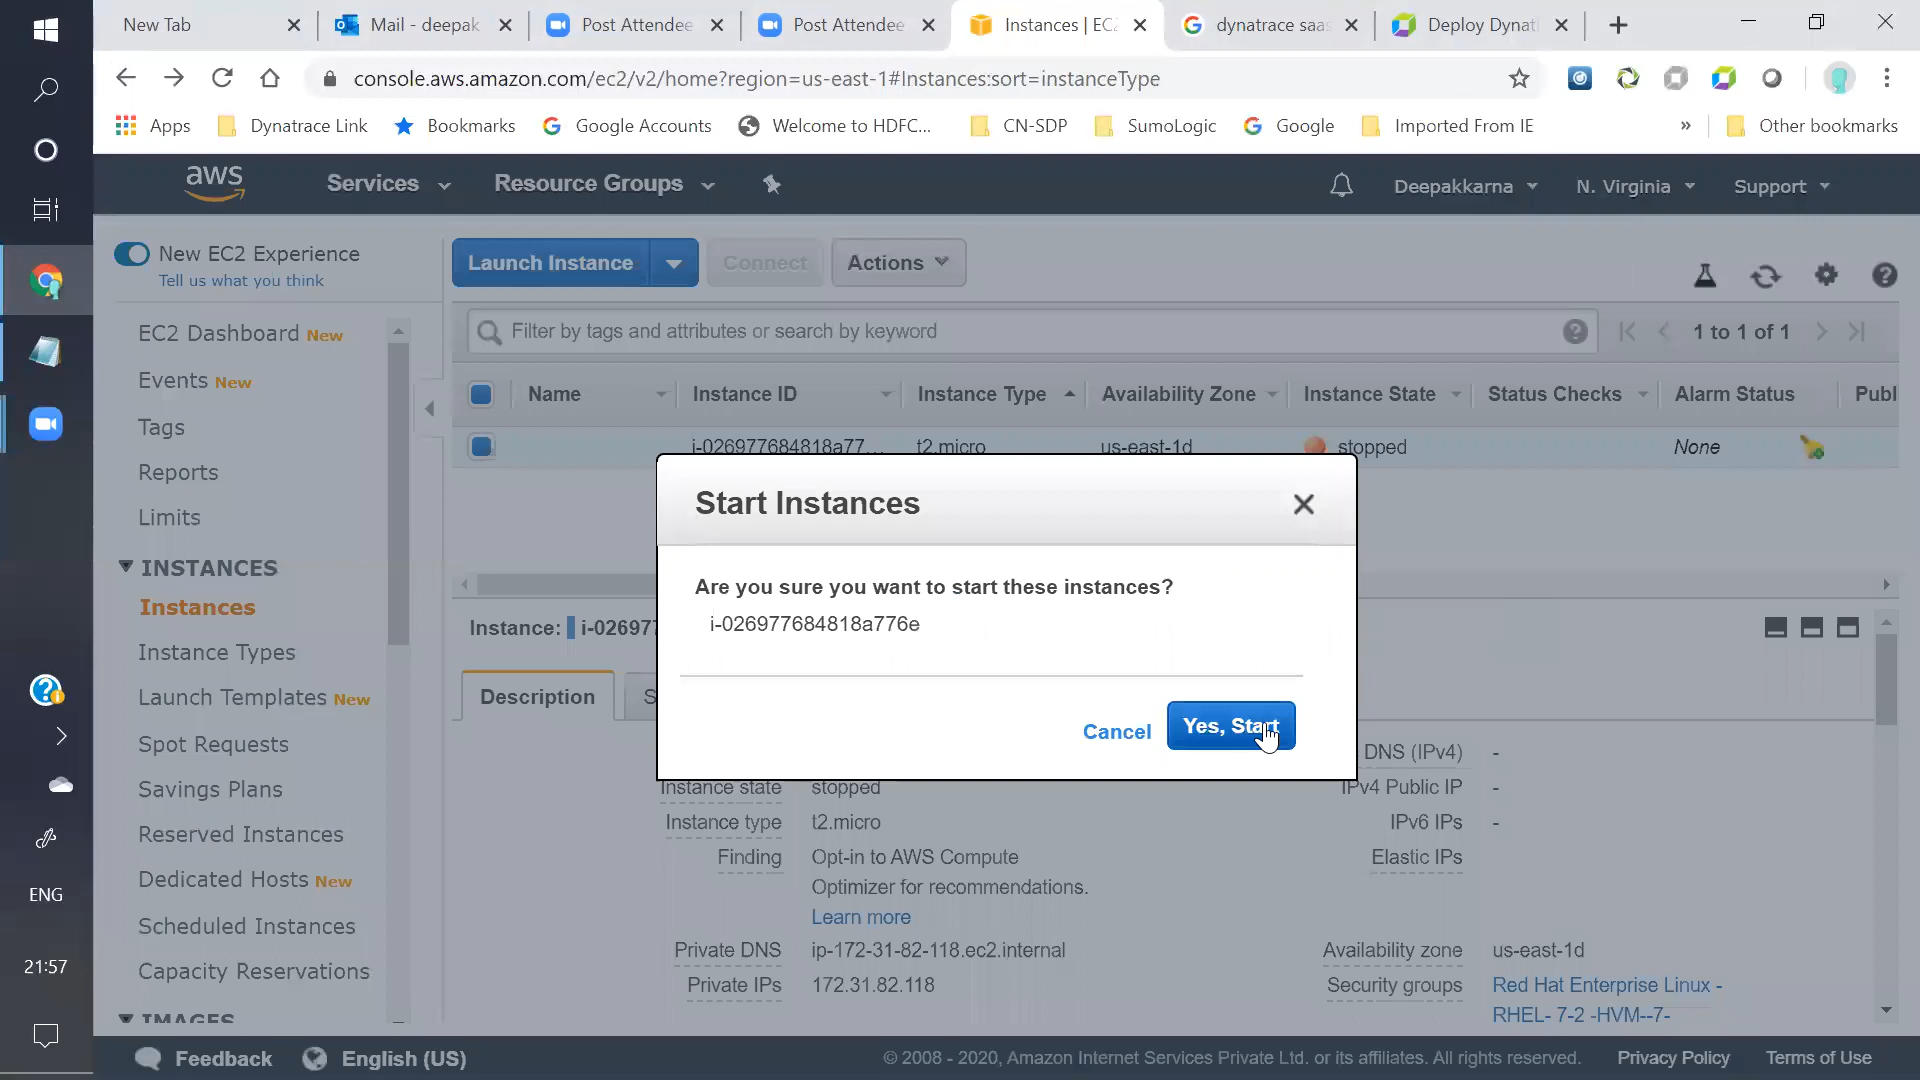 New Tab
Mail - deepak
Post Attendee
Post Attendee
Instances | EC
dynatrace saas
Deploy Dynat
console.aws.amazon.com/ec2/v2/home?region=us-east-1#Instances:sort=instanceType
Apps
Dynatrace Link
Bookmarks
Google Accounts
Welcome to HDFC...
CN-SDP
SumoLogic
Google
Imported From IE
»
Other bookmarks
aws
Services
Resource Groups
Deepakkarna
N. Virginia
Support
New EC2 Experience
Tell us what you think
Launch Instance
Connect
Actions
EC2 Dashboard New
Events New
Tags
Reports
Limits
INSTANCES
Instances
Instance Types
Launch Templates New
Spot Requests
Savings Plans
Reserved Instances
Dedicated Hosts New
Scheduled Instances
Capacity Reservations
IMAGES
Filter by tags and attributes or search by keyword
1 to 1 of 1
Name
Instance ID
Instance Type
Availability Zone
Instance State
Status Checks
Alarm Status
Publ
i-026977684818a77...
t2.micro
us-east-1d
stopped
None
Start Instances
Are you sure you want to start these instances?
i-026977684818a776e
Cancel
Yes, Start
Instance:
i-02697
Description
S
DNS (IPv4) -
Instance state stopped
IPv4 Public IP -
Instance type t2.micro
IPv6 IPs -
Finding Opt-in to AWS Compute
Optimizer for recommendations.
Learn more
Elastic IPs
Private DNS ip-172-31-82-118.ec2.internal
Availability zone us-east-1d
Private IPs 172.31.82.118
Security groups Red Hat Enterprise Linux -
RHEL- 7-2 -HVM--7-
ENG
21:57
Feedback
English (US)
© 2008 - 2020, Amazon Internet Services Private Ltd. or its affiliates. All rights reserved.
Privacy Policy
Terms of Use